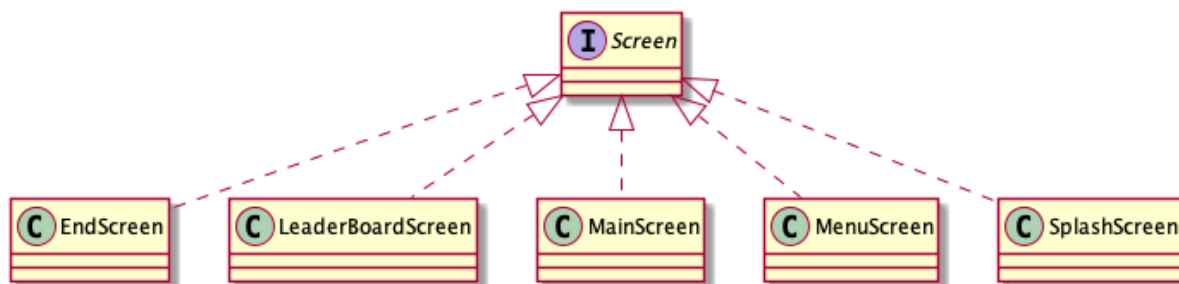 I Screen
C EndScreen
C LeaderBoardScreen
C MainScreen
C MenuScreen
C SplashScreen